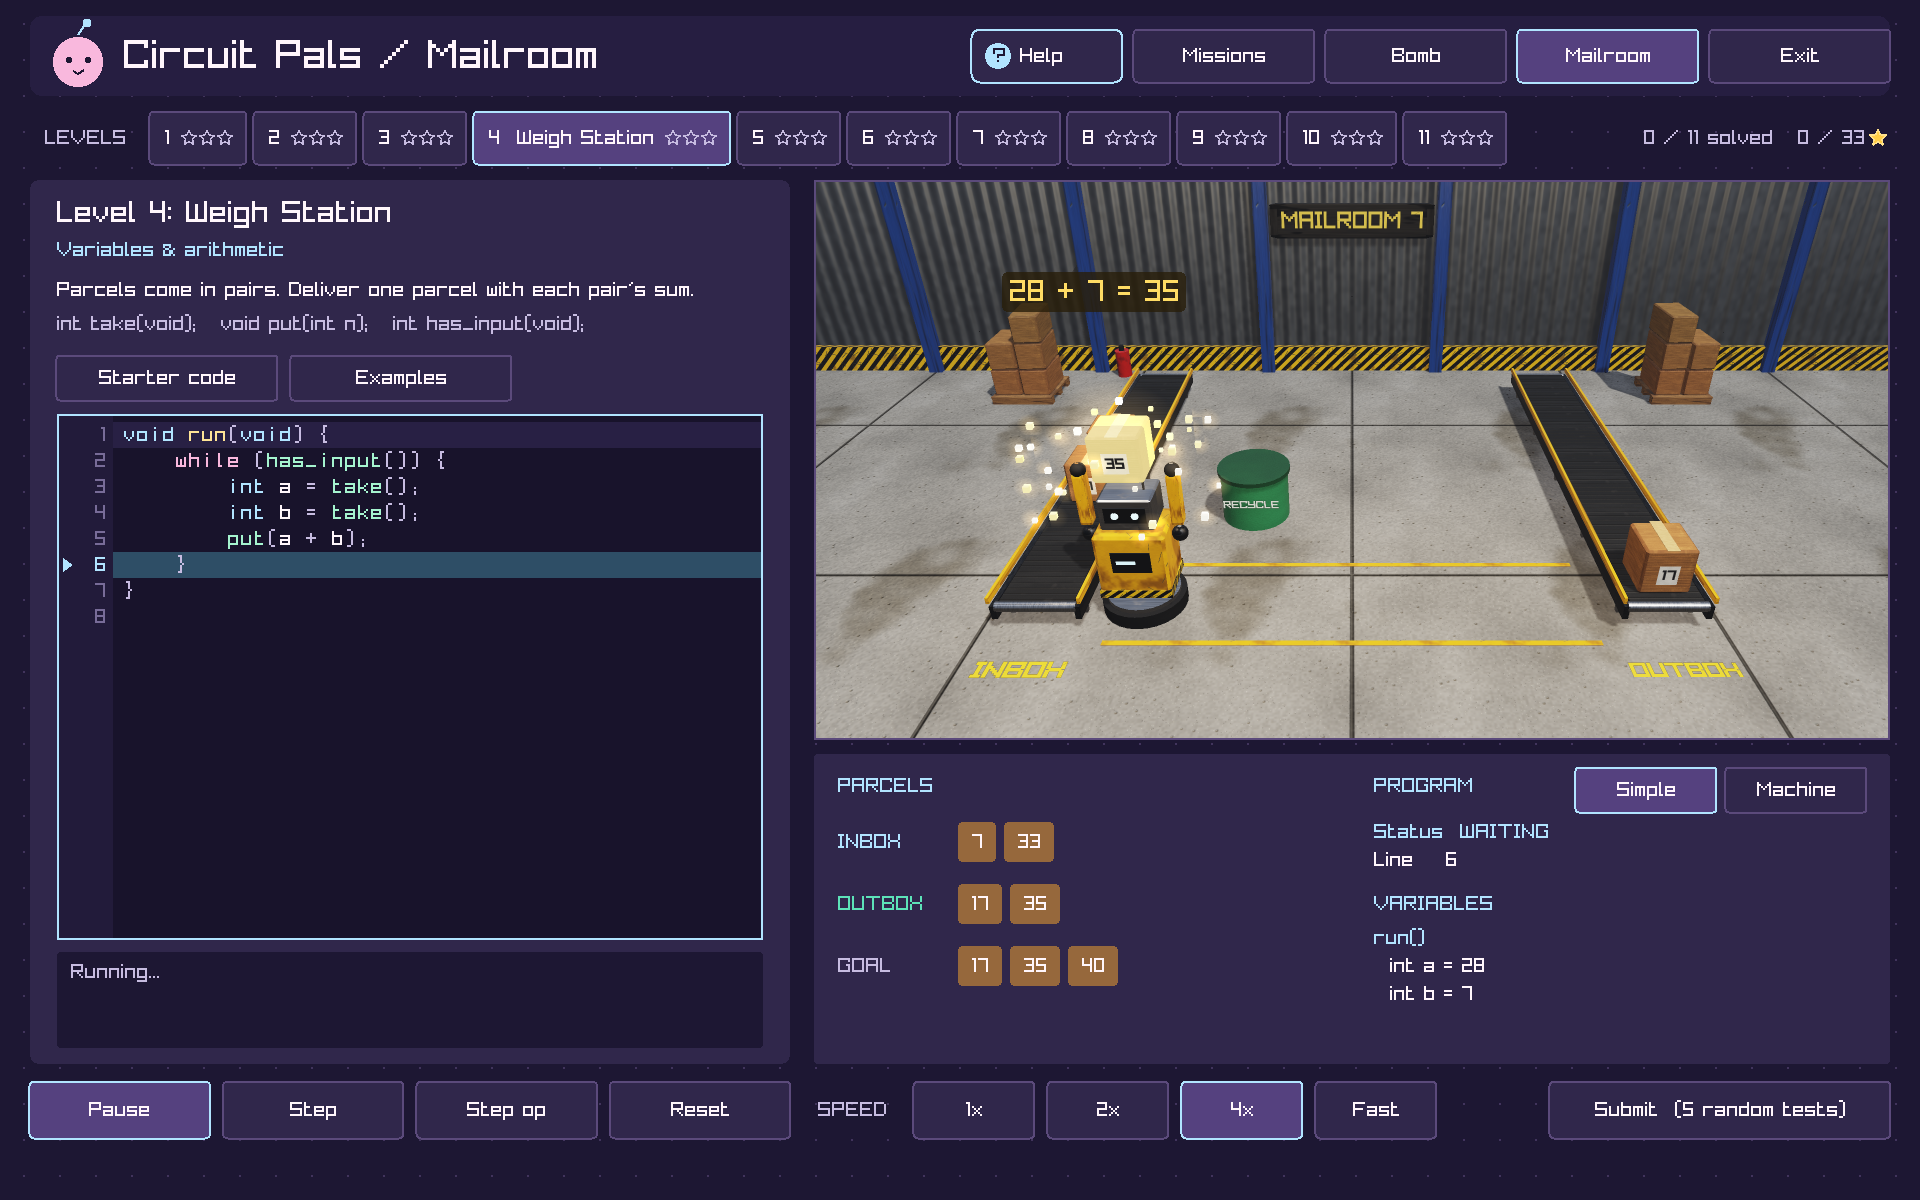 Circuit Pals / Mailroom
? Help
Missions
Bomb
Mailroom
Exit
LEVELS
1 ☆☆☆
2 ☆☆☆
3 ☆☆☆
4 Weigh Station ☆☆☆
5 ☆☆☆
6 ☆☆☆
7 ☆☆☆
8 ☆☆☆
9 ☆☆☆
10 ☆☆☆
11 ☆☆☆
0 / 11 solved 0 / 33 ★
Level 4: Weigh Station
Variables & arithmetic
Parcels come in pairs. Deliver one parcel with each pair's sum.
int take(void); void put(int n); int has_input(void);
Starter code
Examples
1 void run(void) {
2     while (has_input()) {
3         int a = take();
4         int b = take();
5         put(a + b);
6     }
7 }
8
Running...
MAILROOM 7
28 + 7 = 35
35
RECYCLE
17
INBOX
OUTBOX
PARCELS
INBOX 7 33
OUTBOX 17 35
GOAL 17 35 40
PROGRAM
Simple
Machine
Status WAITING
Line 6
VARIABLES
run()
int a = 28
int b = 7
Pause
Step
Step op
Reset
SPEED
1x
2x
4x
Fast
Submit (5 random tests)